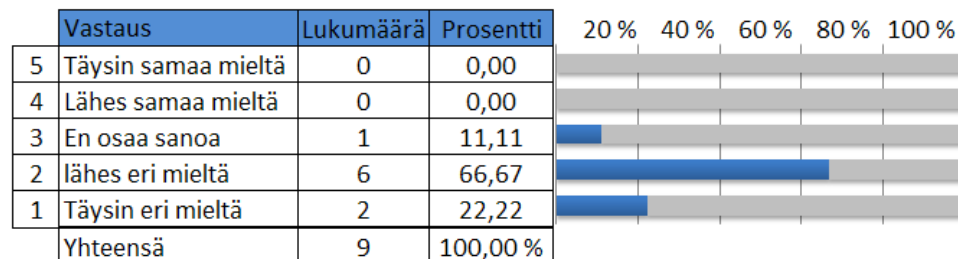 Vastaus Lukumäärä Prosentti 20 % 40 % 60 % 80 % 100 %
5 Täysin samaa mieltä 0 0,00
4 Lähes samaa mieltä 0 0,00
3 En osaa sanoa 1 11,11
2 lähes eri mieltä 6 66,67
1 Täysin eri mieltä 2 22,22
Yhteensä 9 100,00 %